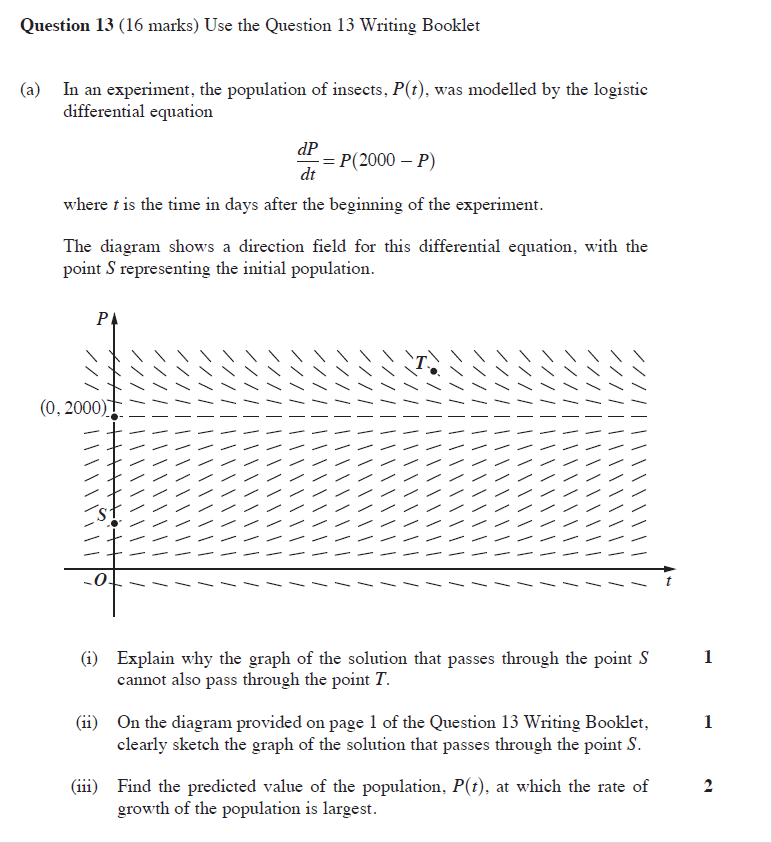 Question 13 (16 marks) Use the Question 13 Writing Booklet
(a) In an experiment, the population of insects, P(t), was modelled by the logistic
differential equation
dP/dt = P(2000 – P)
where t is the time in days after the beginning of the experiment.
The diagram shows a direction field for this differential equation, with the
point S representing the initial population.
P
T
(0, 2000)
S
O
t
(i) Explain why the graph of the solution that passes through the point S 1
cannot also pass through the point T.
(ii) On the diagram provided on page 1 of the Question 13 Writing Booklet, 1
clearly sketch the graph of the solution that passes through the point S.
(iii) Find the predicted value of the population, P(t), at which the rate of 2
growth of the population is largest.